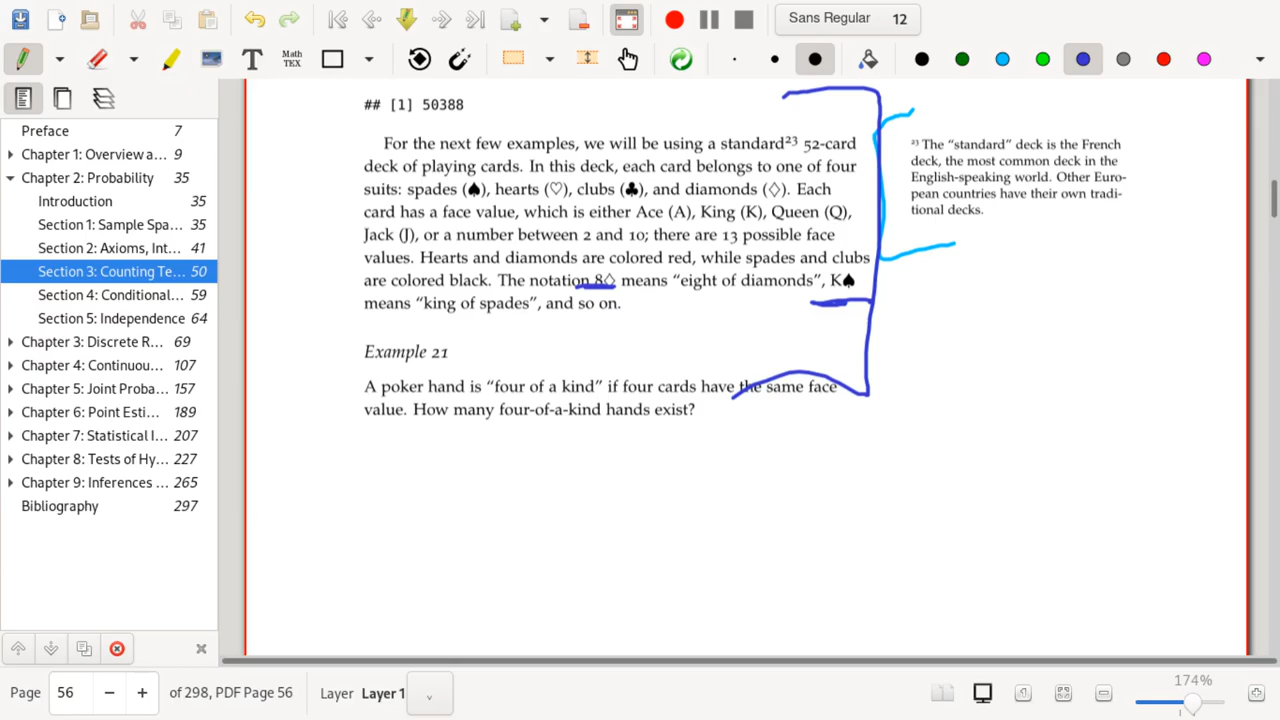 Sans Regular 12
T Math TEX
Preface 7
Chapter 1: Overview a... 9
Chapter 2: Probability 35
Introduction 35
Section 1: Sample Spa... 35
Section 2: Axioms, Int... 41
Section 3: Counting Te... 50
Section 4: Conditional... 59
Section 5: Independence 64
Chapter 3: Discrete R... 69
Chapter 4: Continuou... 107
Chapter 5: Joint Proba... 157
Chapter 6: Point Esti... 189
Chapter 7: Statistical I... 207
Chapter 8: Tests of Hy... 227
Chapter 9: Inferences ... 265
Bibliography 297
## [1] 50388
For the next few examples, we will be using a standard²³ 52-card
deck of playing cards. In this deck, each card belongs to one of four
suits: spades (♠), hearts (♡), clubs (♣), and diamonds (♢). Each
card has a face value, which is either Ace (A), King (K), Queen (Q),
Jack (J), or a number between 2 and 10; there are 13 possible face
values. Hearts and diamonds are colored red, while spades and clubs
are colored black. The notation 8♢ means “eight of diamonds”, K♠
means “king of spades”, and so on.
Example 21
A poker hand is “four of a kind” if four cards have the same face
value. How many four-of-a-kind hands exist?
²³ The “standard” deck is the French
deck, the most common deck in the
English-speaking world. Other Euro-
pean countries have their own tradi-
tional decks.
Page 56 of 298, PDF Page 56 Layer Layer 1 174%